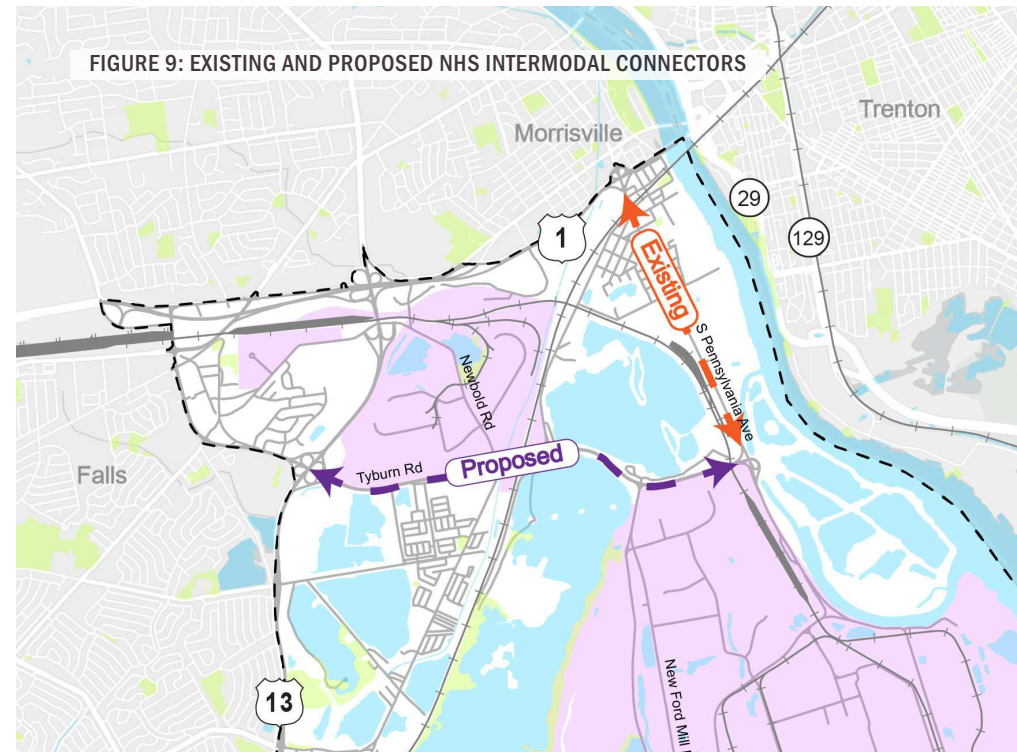 FIGURE 9: EXISTING AND PROPOSED NHS INTERMODAL CONNECTORS
Trenton
Morrisville
29
1
129
Existing
S Pennsylvania Ave
Newbold Rd
Falls
Tyburn Rd
Proposed
New Ford Mill
13